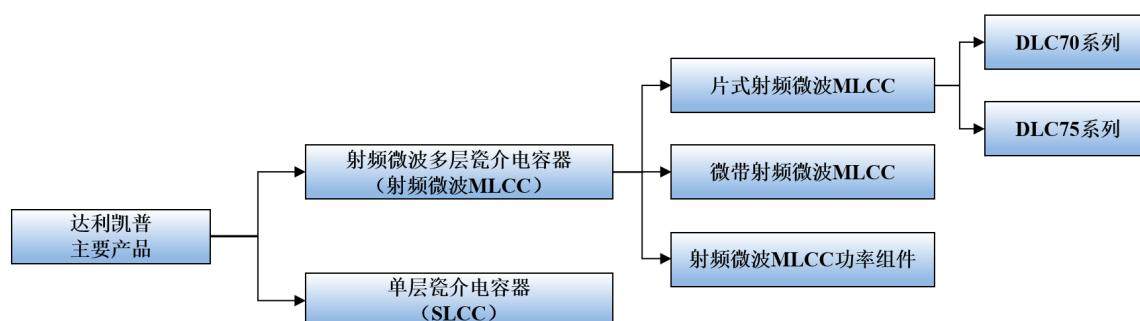 达利凯普
主要产品
射频微波多层瓷介电容器
（射频微波MLCC）
单层瓷介电容器
（SLCC）
片式射频微波MLCC
微带射频微波MLCC
射频微波MLCC功率组件
DLC70系列
DLC75系列